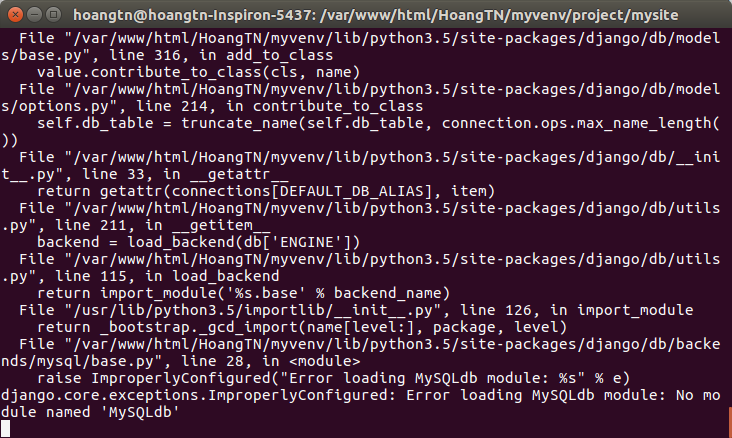 hoangtn@hoangtn-Inspiron-5437: /var/www/html/HoangTN/myvenv/project/mysite
  File "/var/www/html/HoangTN/myvenv/lib/python3.5/site-packages/django/db/model
s/base.py", line 316, in add_to_class
    value.contribute_to_class(cls, name)
  File "/var/www/html/HoangTN/myvenv/lib/python3.5/site-packages/django/db/model
s/options.py", line 214, in contribute_to_class
    self.db_table = truncate_name(self.db_table, connection.ops.max_name_length(
))
  File "/var/www/html/HoangTN/myvenv/lib/python3.5/site-packages/django/db/__ini
t__.py", line 33, in __getattr__
    return getattr(connections[DEFAULT_DB_ALIAS], item)
  File "/var/www/html/HoangTN/myvenv/lib/python3.5/site-packages/django/db/utils
.py", line 211, in __getitem__
    backend = load_backend(db['ENGINE'])
  File "/var/www/html/HoangTN/myvenv/lib/python3.5/site-packages/django/db/utils
.py", line 115, in load_backend
    return import_module('%s.base' % backend_name)
  File "/usr/lib/python3.5/importlib/__init__.py", line 126, in import_module
    return _bootstrap._gcd_import(name[level:], package, level)
  File "/var/www/html/HoangTN/myvenv/lib/python3.5/site-packages/django/db/backe
nds/mysql/base.py", line 28, in <module>
    raise ImproperlyConfigured("Error loading MySQLdb module: %s" % e)
django.core.exceptions.ImproperlyConfigured: Error loading MySQLdb module: No mo
dule named 'MySQLdb'